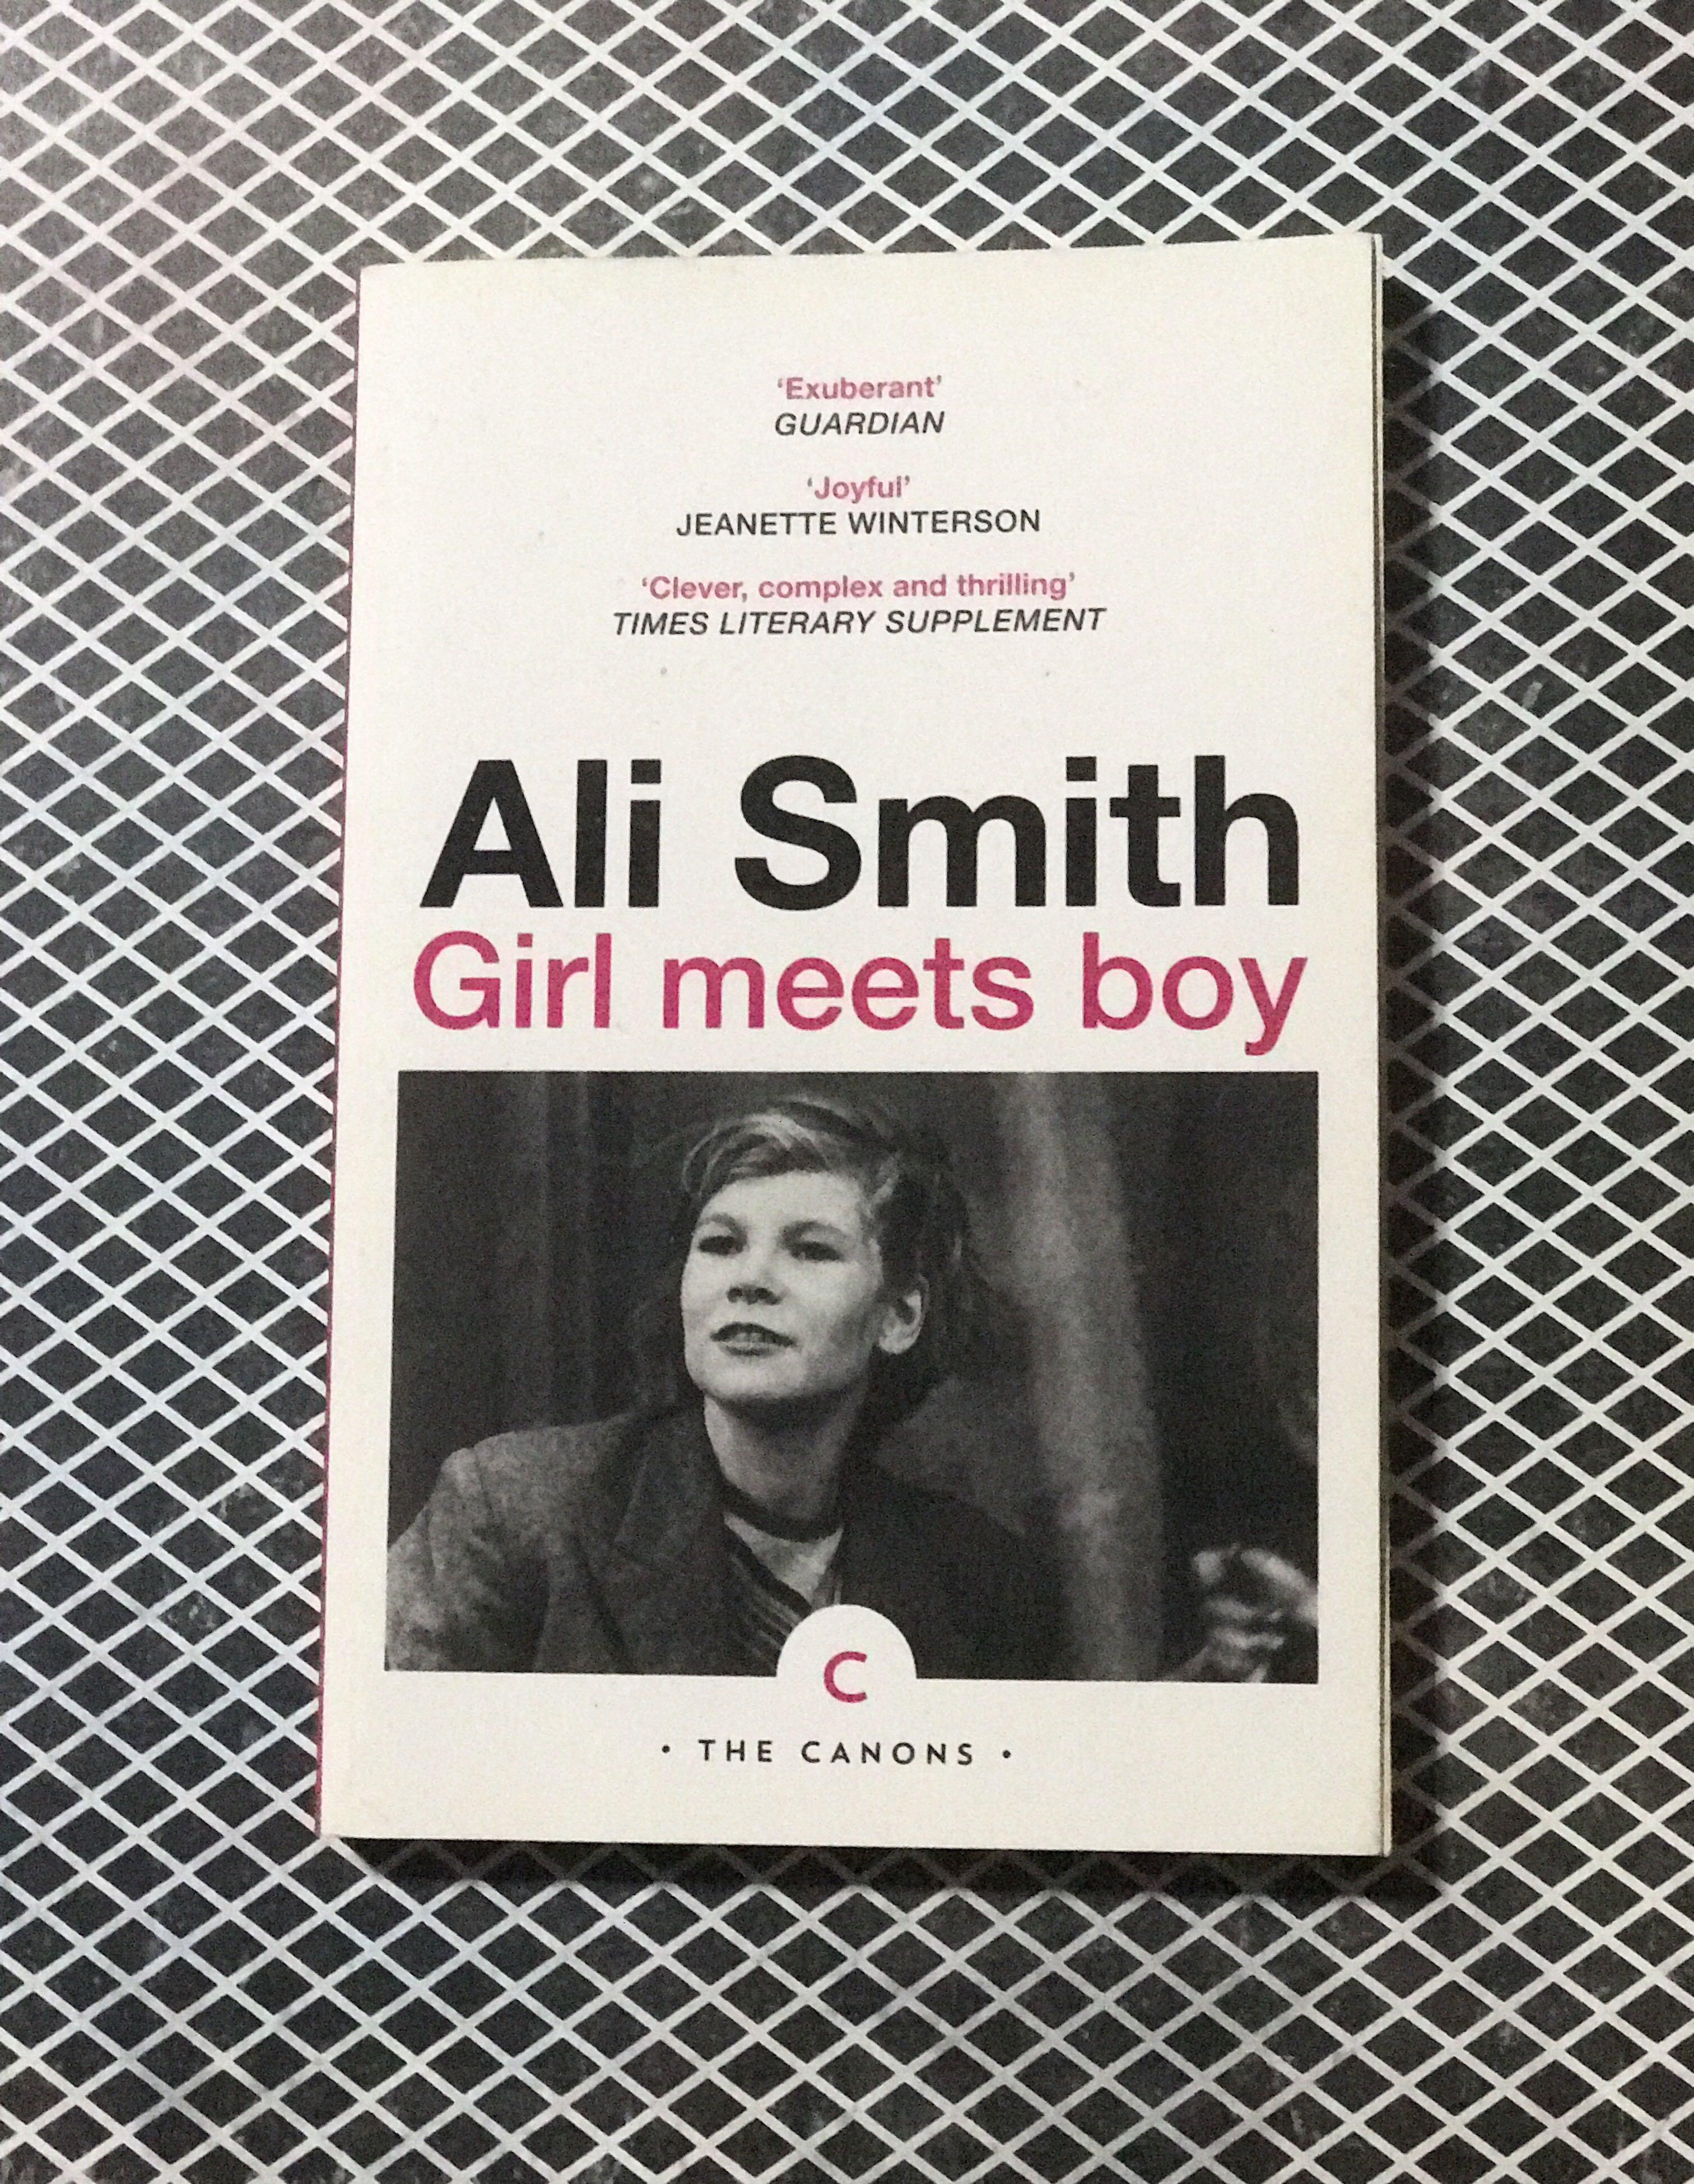 ‘Exuberant’
GUARDIAN
‘Joyful’
JEANETTE WINTERSON
‘Clever, complex and thrilling’
TIMES LITERARY SUPPLEMENT
Ali Smith
Girl meets boy
C
• THE CANONS •